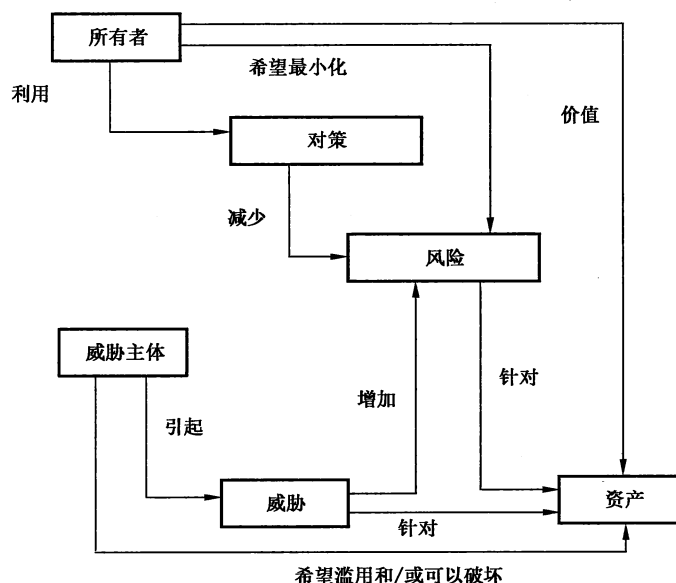 所有者
希望最小化
利用
价值
对策
减少
风险
威胁主体
针对
增加
引起
威胁
资产
针对
希望滥用和/或可以破坏